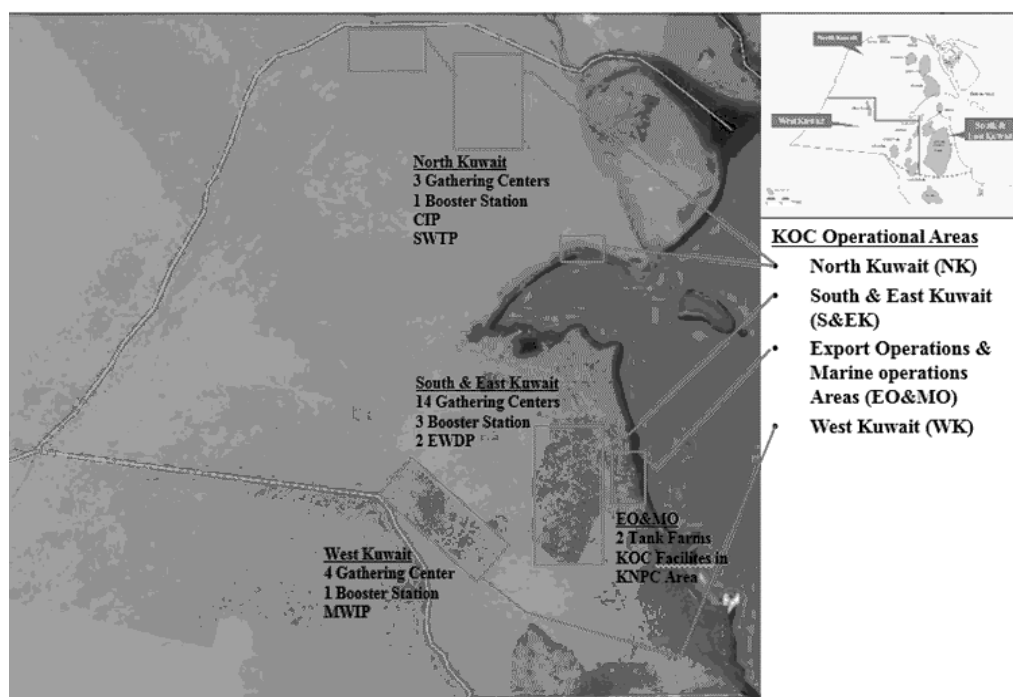 North Kuwait
West Kuwait
South &
East Kuwait
North Kuwait
3 Gathering Centers
1 Booster Station
CIP
SWTP
KOC Operational Areas
• North Kuwait (NK)
• South & East Kuwait
(S&EK)
• Export Operations &
Marine operations
Areas (EO&MO)
• West Kuwait (WK)
South & East Kuwait
14 Gathering Centers
3 Booster Station
2 EWDP
EO&MO
2 Tank Farms
KOC Facilites in
KNPC Area
West Kuwait
4 Gathering Center
1 Booster Station
MWIP